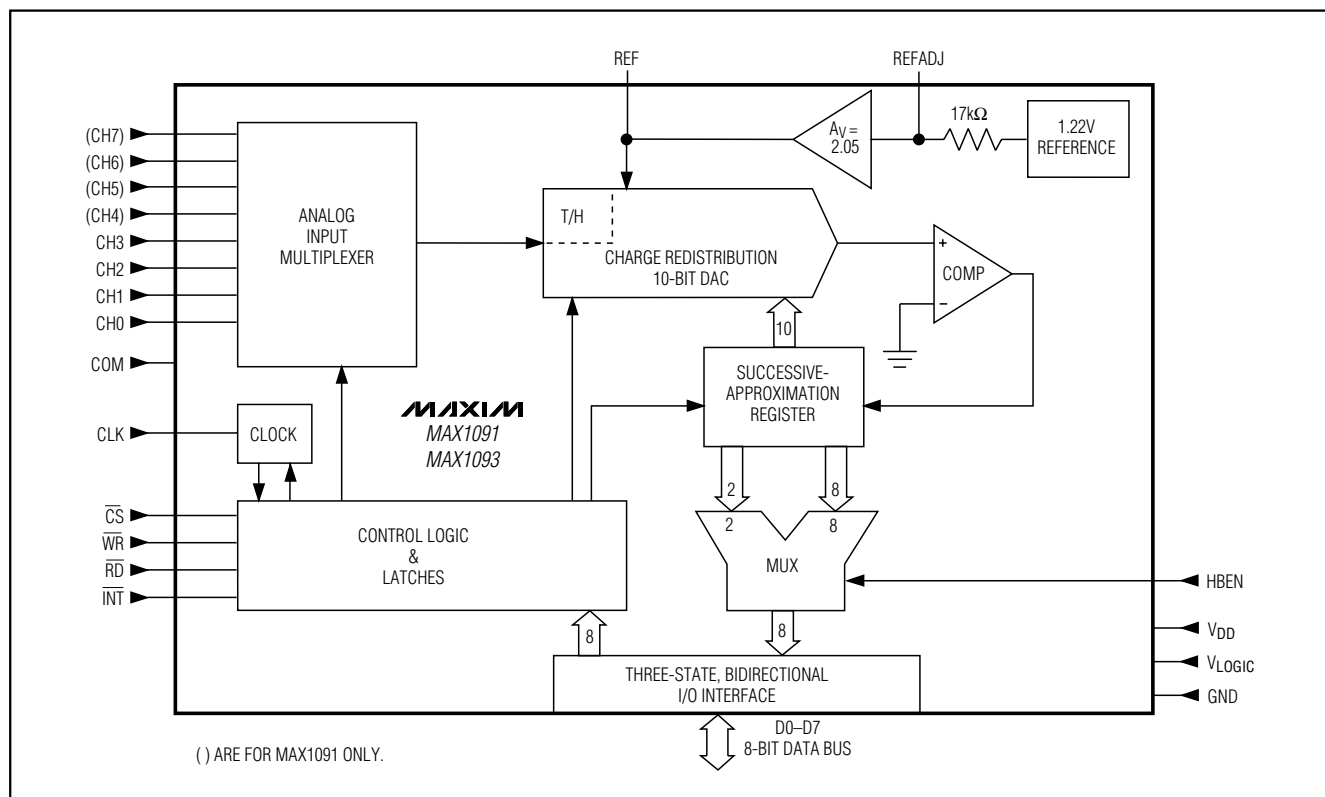 REF
REFADJ
17kΩ
1.22V
REFERENCE
AV =
2.05
(CH7)
(CH6)
(CH5)
(CH4)
CH3
CH2
CH1
CH0
COM
CLK
CS
WR
RD
INT
ANALOG
INPUT
MULTIPLEXER
T/H
CHARGE REDISTRIBUTION
10-BIT DAC
+
COMP
−
10
SUCCESSIVE-
APPROXIMATION
REGISTER
MAXIM
MAX1091
MAX1093
CLOCK
CONTROL LOGIC
&
LATCHES
2
8
2
8
MUX
HBEN
VDD
VLOGIC
GND
8
8
THREE-STATE, BIDIRECTIONAL
I/O INTERFACE
D0–D7
8-BIT DATA BUS
( ) ARE FOR MAX1091 ONLY.